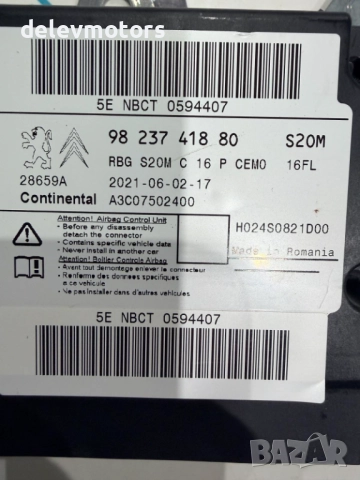 delevmotors
5E NBCT 0594407
98 237 418 80 S20M
RBG S20M C 16 P CEMO 16FL
28659A 2021-06-02-17
Continental A3C07502400
Attention! Airbag Control Unit
- Before any disassembly
detach the connector
- Contains specific vehicle data
- Never install in another car
Attention! Boitier Controle Airbag
- Avant tout demontage en enlever
le connecteur
- Renferme des donnees specifiques
a ce vehicule
- Ne pas installer dans d'autres vehicules
H024S0821D00
Made in Romania
5E NBCT 0594407
BAZAR